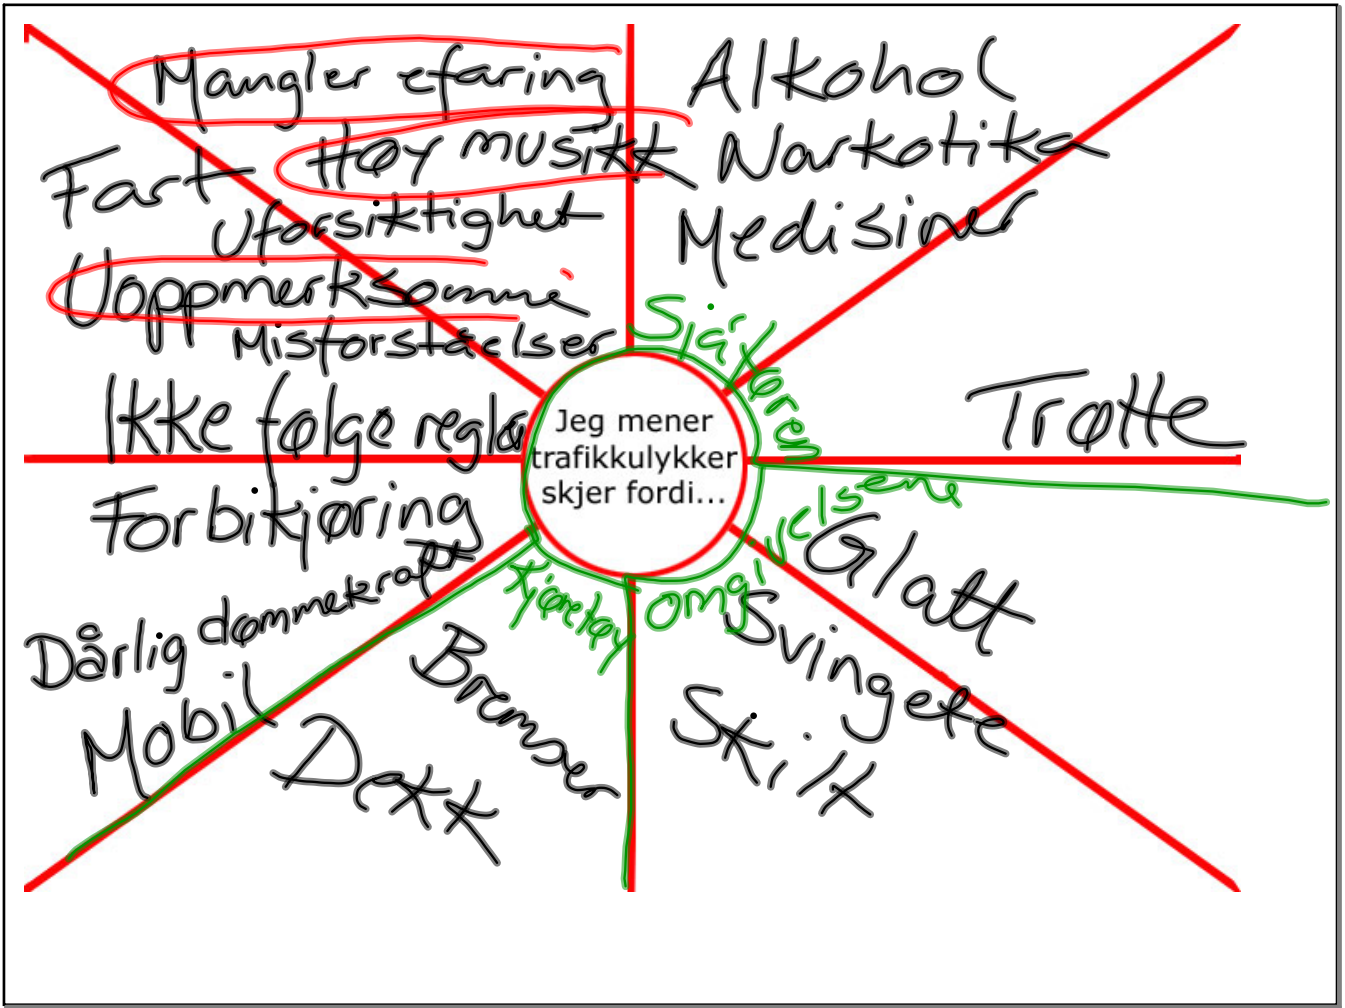 Mangler efaring
Alkohol
Fart
Høy musikk
Narkotika
Uforsiktighet
Medisiner
Uoppmerksomme
Misforståelser
Sjåføren
Ikke følge regler
Trøtte
Jeg mener
trafikkulykker
skjer fordi...
Forbikjøring
omgivelsene
Glatt
Kjøretøy
Dårlig dømmekraft
Svingete
Bremser
Mobil
Skilt
Dekk